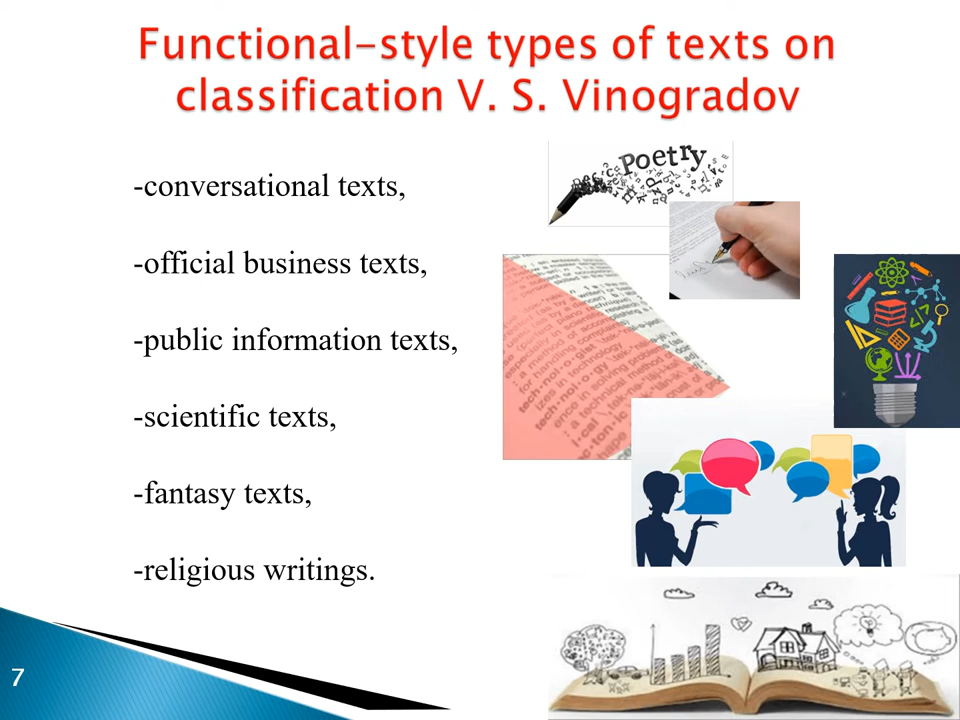 Functional-style types of texts on
classification V. S. Vinogradov
-conversational texts,
-official business texts,
-public information texts,
-scientific texts,
-fantasy texts,
-religious writings.
7
Poetry